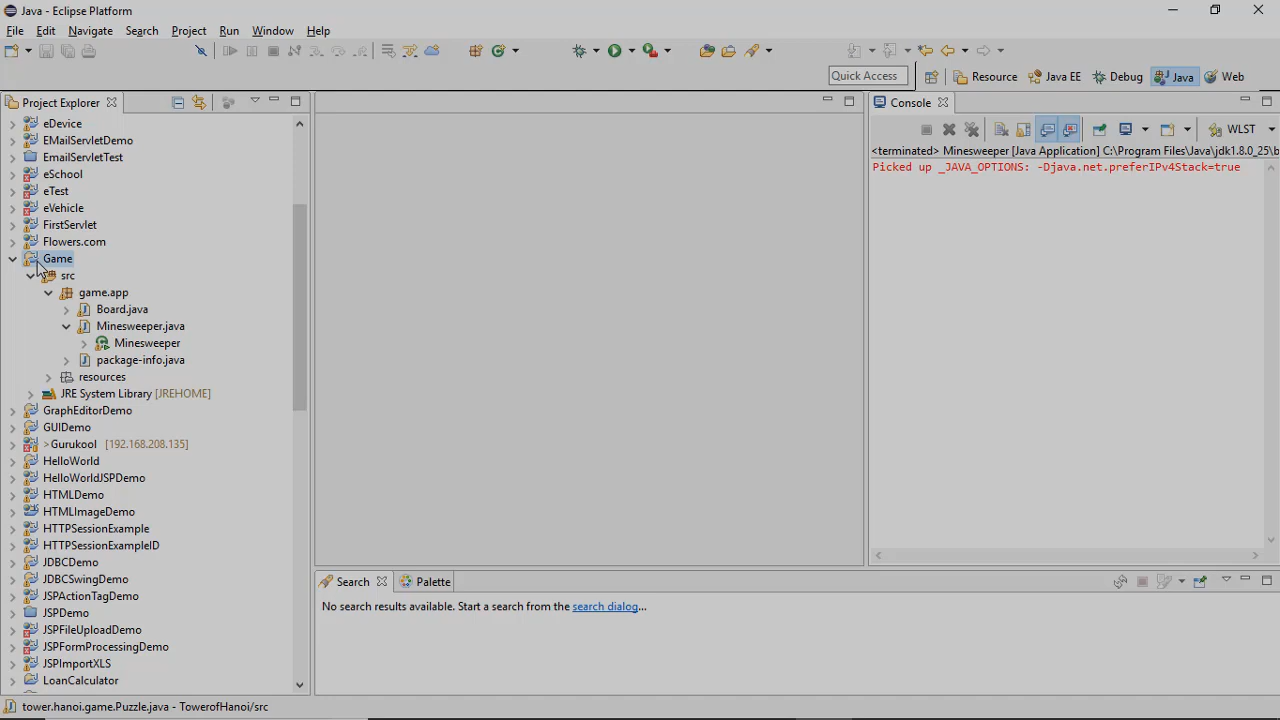 Java - Eclipse Platform
File Edit Navigate Search Project Run Window Help
Quick Access
Resource Java EE Debug Java Web
Project Explorer
eDevice
EMailServletDemo
EmailServletTest
eSchool
eTest
eVehicle
FirstServlet
Flowers.com
Game
src
game.app
Board.java
Minesweeper.java
Minesweeper
package-info.java
resources
JRE System Library [JREHOME]
GraphEditorDemo
GUIDemo
> Gurukool [192.168.208.135]
HelloWorld
HelloWorldJSPDemo
HTMLDemo
HTMLImageDemo
HTTPSessionExample
HTTPSessionExampleID
JDBCDemo
JDBCSwingDemo
JSPActionTagDemo
JSPDemo
JSPFileUploadDemo
JSPFormProcessingDemo
JSPImportXLS
LoanCalculator
Console
WLST
<terminated> Minesweeper [Java Application] C:\Program Files\Java\jdk1.8.0_25\b
Picked up _JAVA_OPTIONS: -Djava.net.preferIPv4Stack=true
Search Palette
No search results available. Start a search from the search dialog...
tower.hanoi.game.Puzzle.java - TowerofHanoi/src